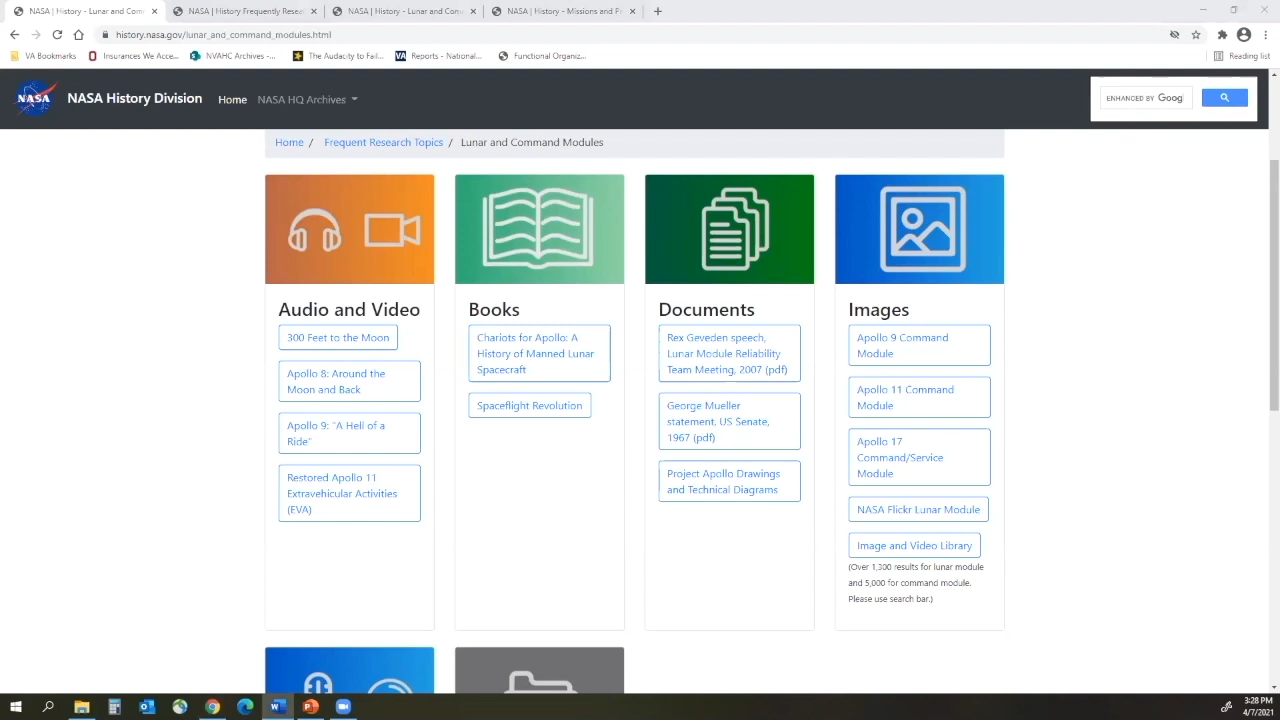 NASA | History - Lunar and Com
NASA | History Frequently Resea
NASA | History - Lunar and Com
NASA | History - Missions and P
history.nasa.gov/lunar_and_command_modules.html
VA Bookmarks
Insurances We Acce...
NVAHC Archives -...
The Audacity to Fail...
Reports - National...
Functional Organiz...
Reading list
NASA
NASA History Division
Home
NASA HQ Archives
ENHANCED BY Goog
Home / Frequent Research Topics / Lunar and Command Modules
Audio and Video
300 Feet to the Moon
Apollo 8: Around the
Moon and Back
Apollo 9: "A Hell of a
Ride"
Restored Apollo 11
Extravehicular Activities
(EVA)
Books
Chariots for Apollo: A
History of Manned Lunar
Spacecraft
Spaceflight Revolution
Documents
Rex Geveden speech,
Lunar Module Reliability
Team Meeting, 2007 (pdf)
George Mueller
statement, US Senate,
1967 (pdf)
Project Apollo Drawings
and Technical Diagrams
Images
Apollo 9 Command
Module
Apollo 11 Command
Module
Apollo 17
Command/Service
Module
NASA Flickr Lunar Module
Image and Video Library
(Over 1,300 results for lunar module
and 5,000 for command module.
Please use search bar.)
3:28 PM
4/7/2021